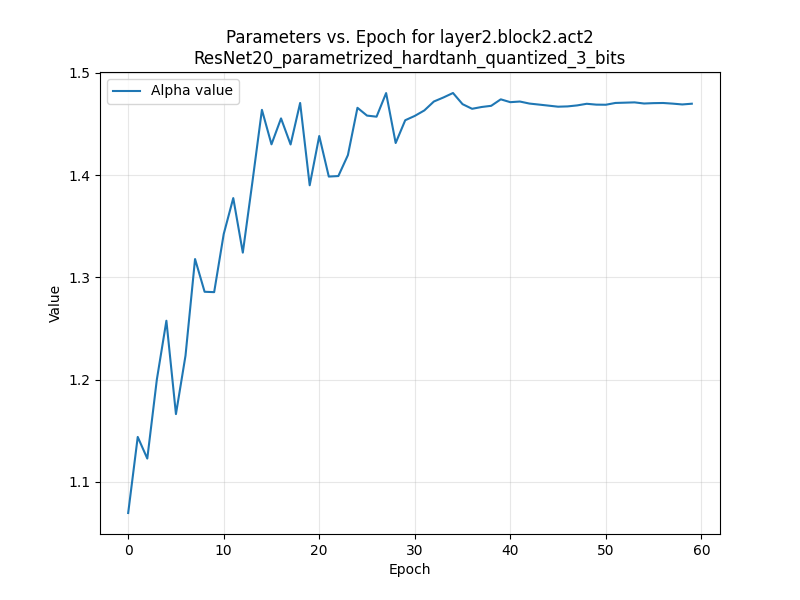 Parameters vs. Epoch for layer2.block2.act2
ResNet20_parametrized_hardtanh_quantized_3_bits
Alpha value
1.5
1.4
1.3
1.2
1.1
Value
0 10 20 30 40 50 60
Epoch